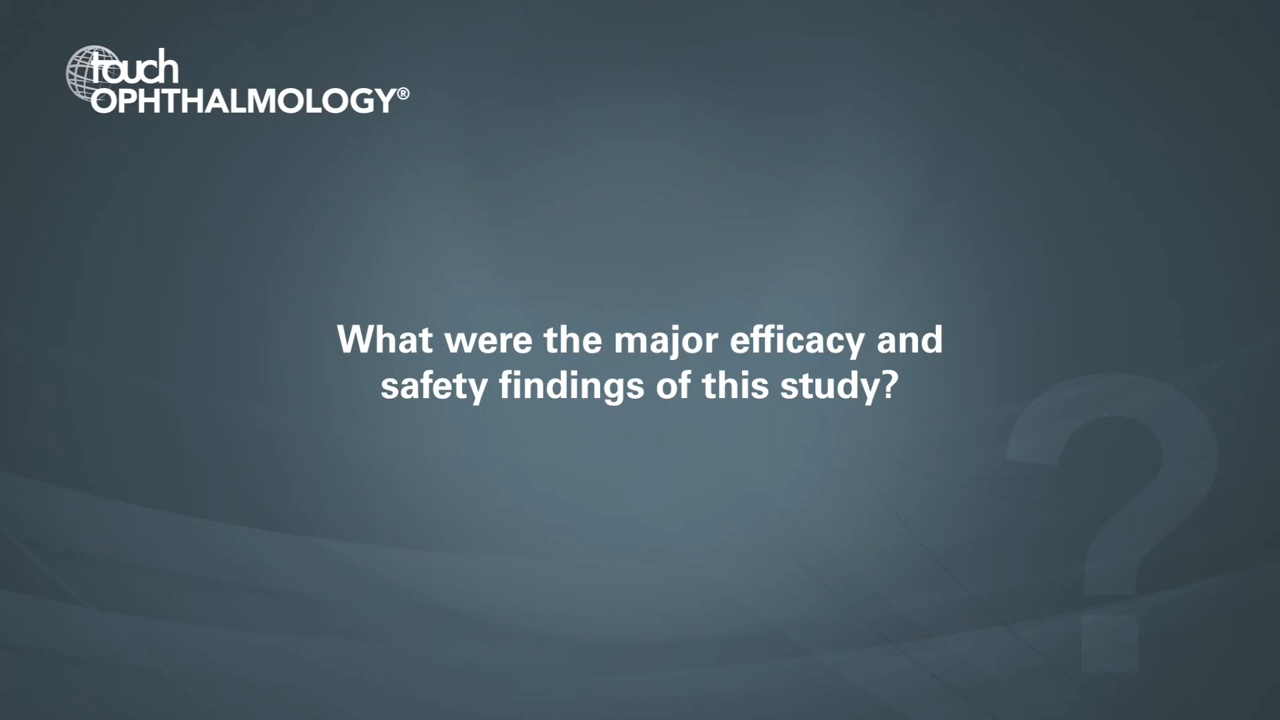 touch
OPHTHALMOLOGY®
What were the major efficacy and
safety findings of this study?
?